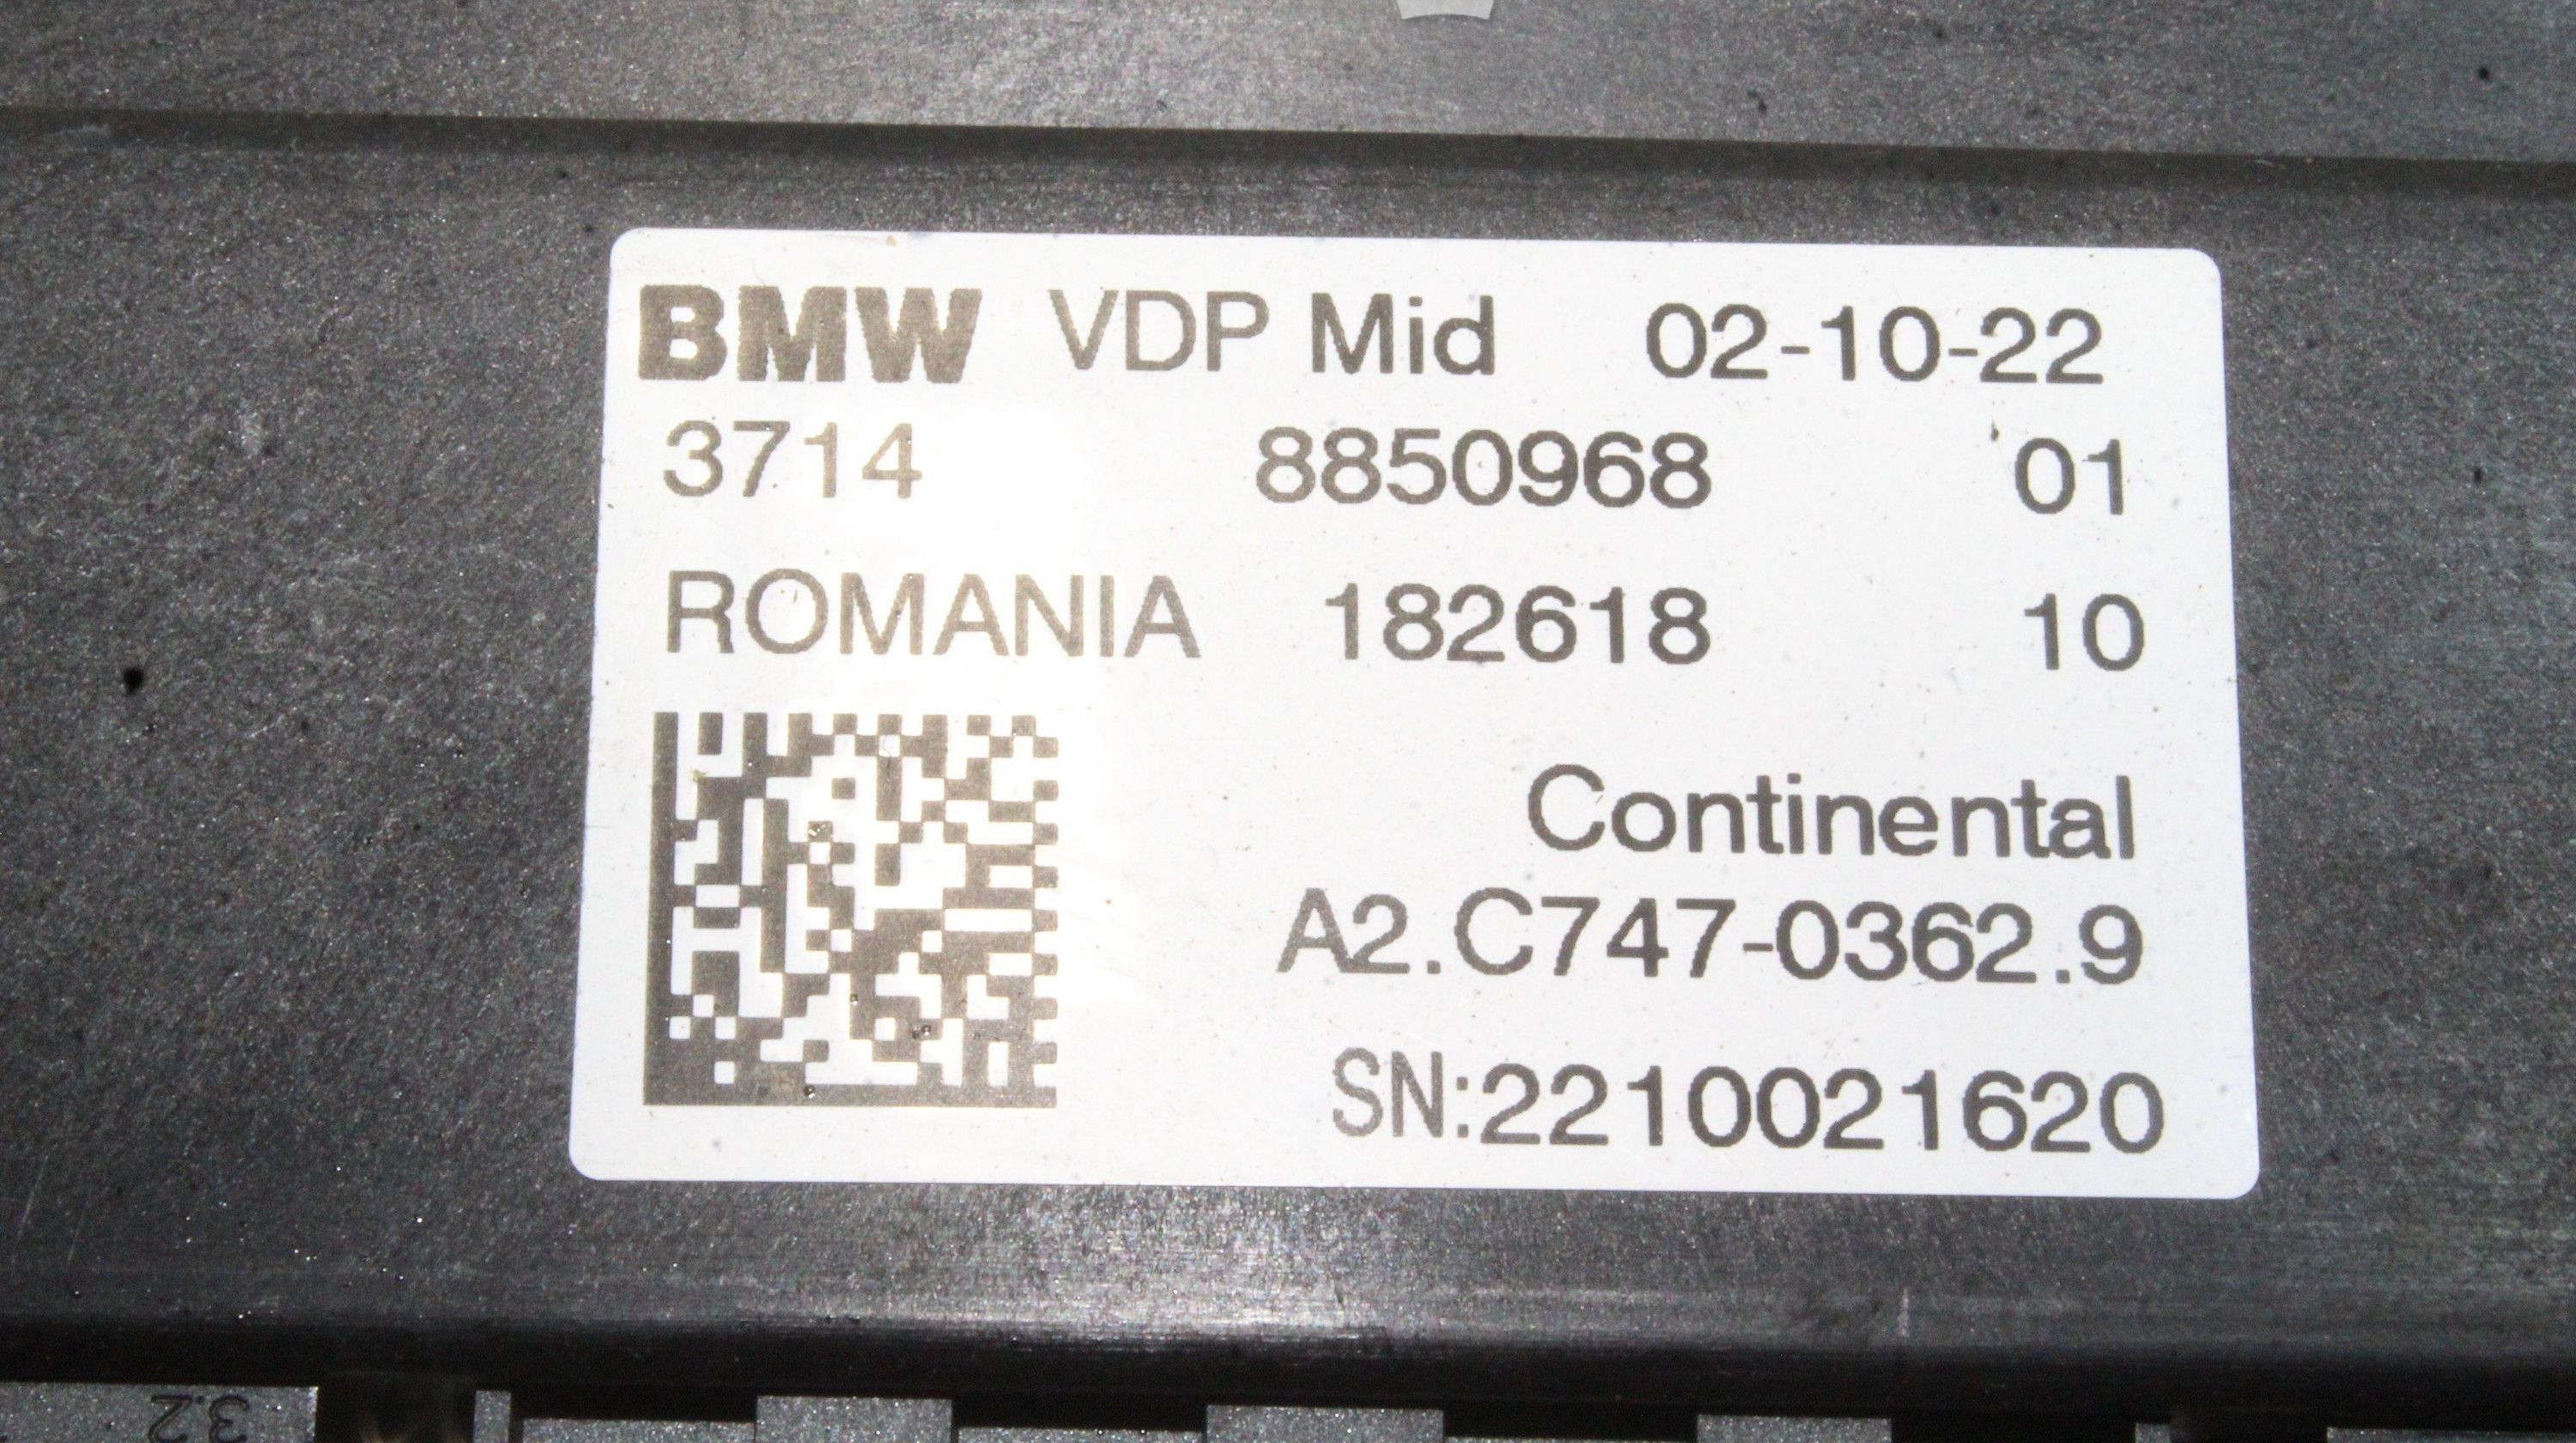 BMW VDP Mid 02-10-22
3714 8850968 01
ROMANIA 182618 10
Continental
A2.C747-0362.9
SN:2210021620
3.2